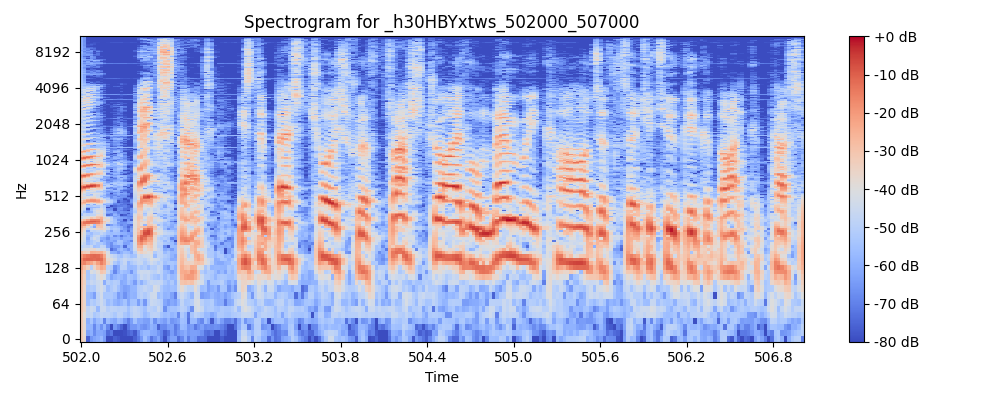 Spectrogram for _h30HBYxtws_502000_507000
8192
4096
2048
1024
512
256
128
64
0
Hz
502.0 502.6 503.2 503.8 504.4 505.0 505.6 506.2 506.8
Time
+0 dB
-10 dB
-20 dB
-30 dB
-40 dB
-50 dB
-60 dB
-70 dB
-80 dB